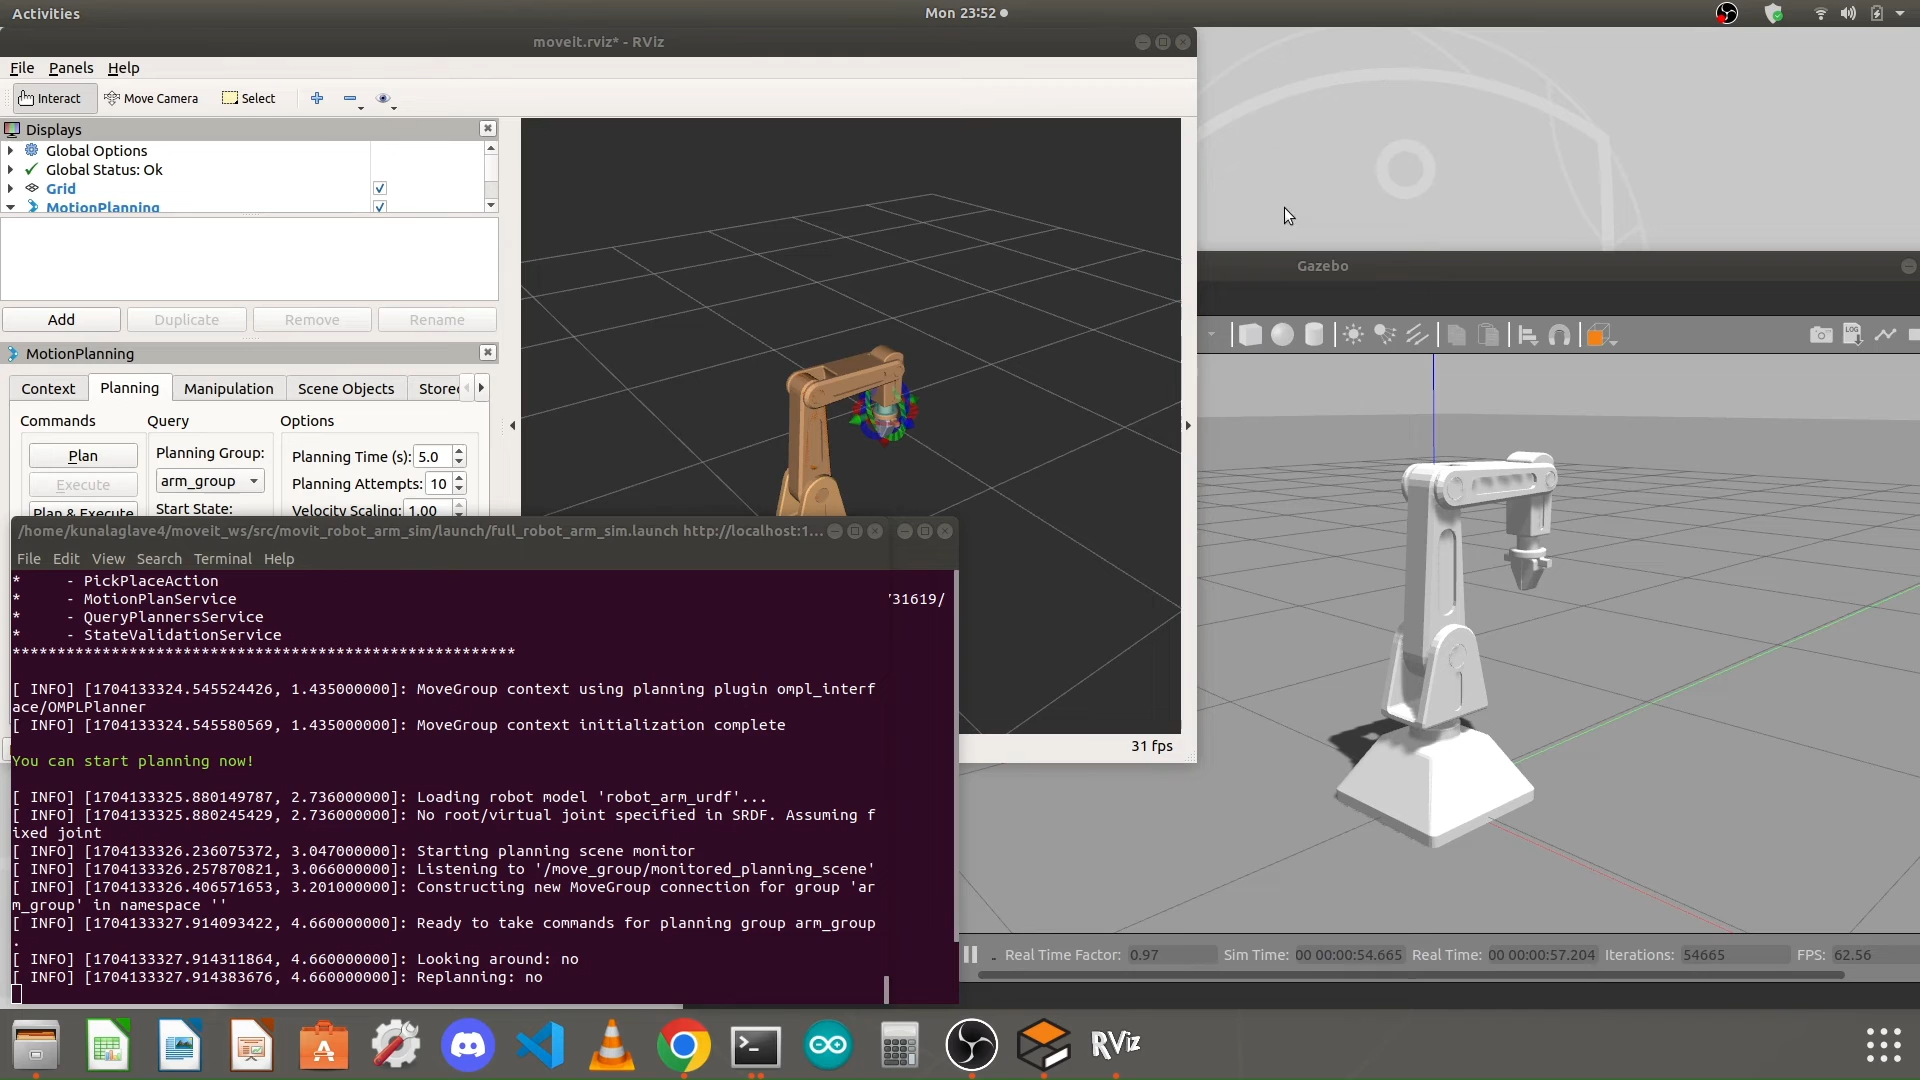 Activities
Mon 23:52
moveit.rviz* - RViz
File Panels Help
Interact Move Camera Select
Displays
Global Options
Global Status: Ok
Grid
MotionPlanning
Add Duplicate Remove Rename
MotionPlanning
Context Planning Manipulation Scene Objects Stored
Commands Query Options
Plan Planning Group: Planning Time (s): 5.0
Execute arm_group Planning Attempts: 10
Plan & Execute Start State: Velocity Scaling: 1.00
31 fps
/home/kunalaglave4/moveit_ws/src/movit_robot_arm_sim/launch/full_robot_arm_sim.launch http://localhost:1...
File Edit View Search Terminal Help
* - PickPlaceAction
* - MotionPlanService
* - QueryPlannersService
* - StateValidationService
********************************************************
[ INFO] [1704133324.545524426, 1.435000000]: MoveGroup context using planning plugin ompl_interf
ace/OMPLPlanner
[ INFO] [1704133324.545580569, 1.435000000]: MoveGroup context initialization complete
You can start planning now!
[ INFO] [1704133325.880149787, 2.736000000]: Loading robot model 'robot_arm_urdf'...
[ INFO] [1704133325.880245429, 2.736000000]: No root/virtual joint specified in SRDF. Assuming f
ixed joint
[ INFO] [1704133326.236075372, 3.047000000]: Starting planning scene monitor
[ INFO] [1704133326.257870821, 3.066000000]: Listening to '/move_group/monitored_planning_scene'
[ INFO] [1704133326.406571653, 3.201000000]: Constructing new MoveGroup connection for group 'ar
m_group' in namespace ''
[ INFO] [1704133327.914093422, 4.660000000]: Ready to take commands for planning group arm_group
.
[ INFO] [1704133327.914311864, 4.660000000]: Looking around: no
[ INFO] [1704133327.914383676, 4.660000000]: Replanning: no
731619/
Gazebo
LOG
Real Time Factor: 0.97 Sim Time: 00 00:00:54.665 Real Time: 00 00:00:57.204 Iterations: 54665 FPS: 62.56
RViz